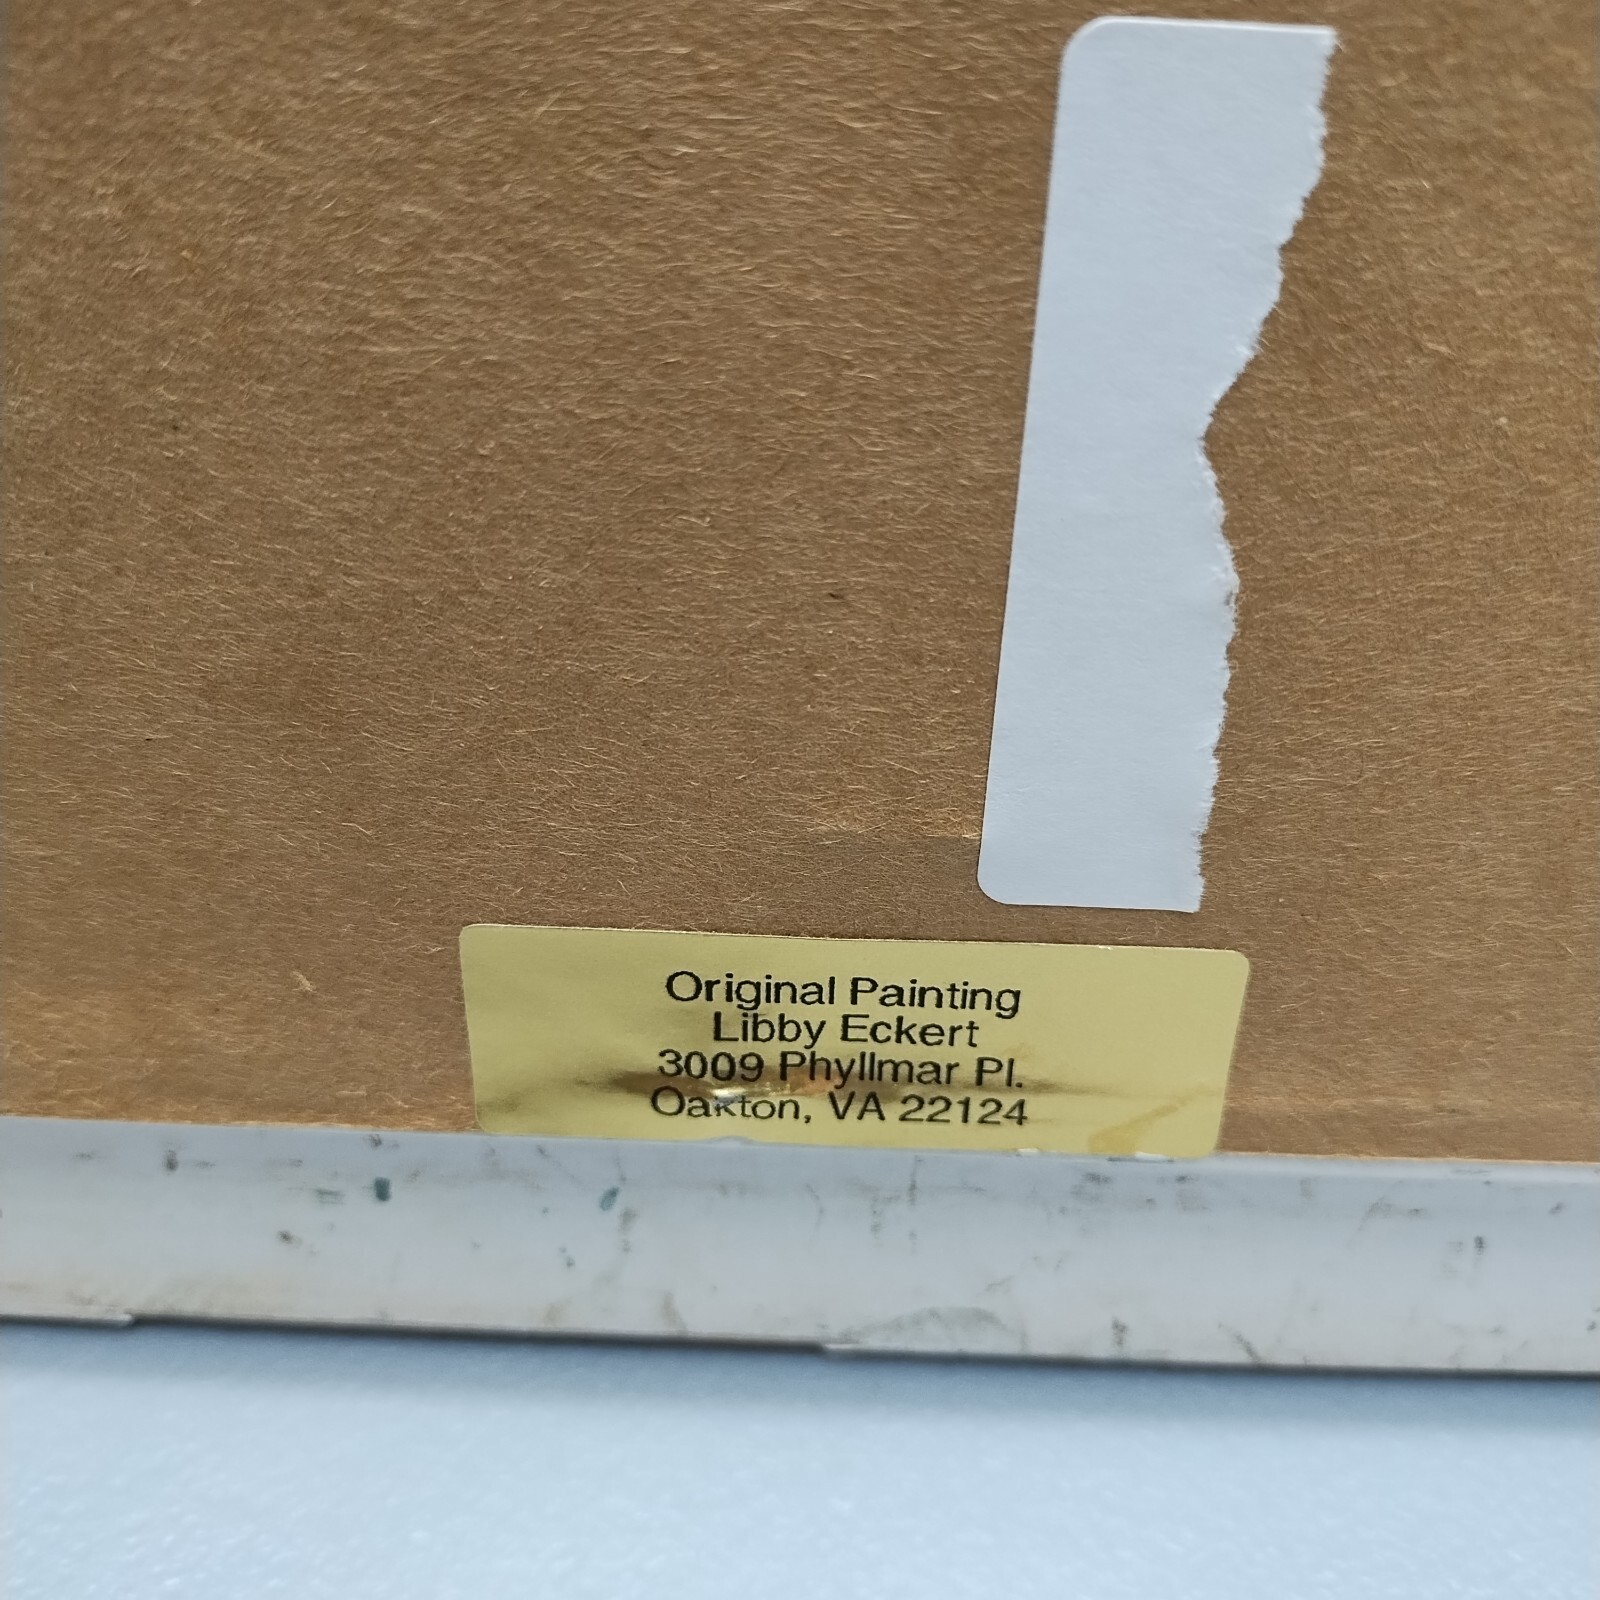 Original Painting
Libby Eckert
3009 Phyllmar Pl.
Oakton, VA 22124